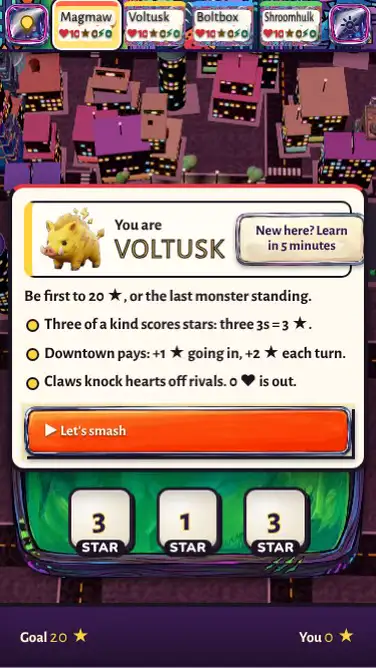 Magmaw Voltusk Boltbox Shroomhulk
♥10★0⚡0 ♥10★0⚡0 ♥10★0⚡0 ♥10★0⚡0
You are
VOLTUSK
New here? Learn
in 5 minutes
Be first to 20 ★, or the last monster standing.
Three of a kind scores stars: three 3s = 3 ★.
Downtown pays: +1 ★ going in, +2 ★ each turn.
Claws knock hearts off rivals. 0 ♥ is out.
▶ Let's smash
3 1 3
STAR STAR STAR
Goal 20 ★ You 0 ★